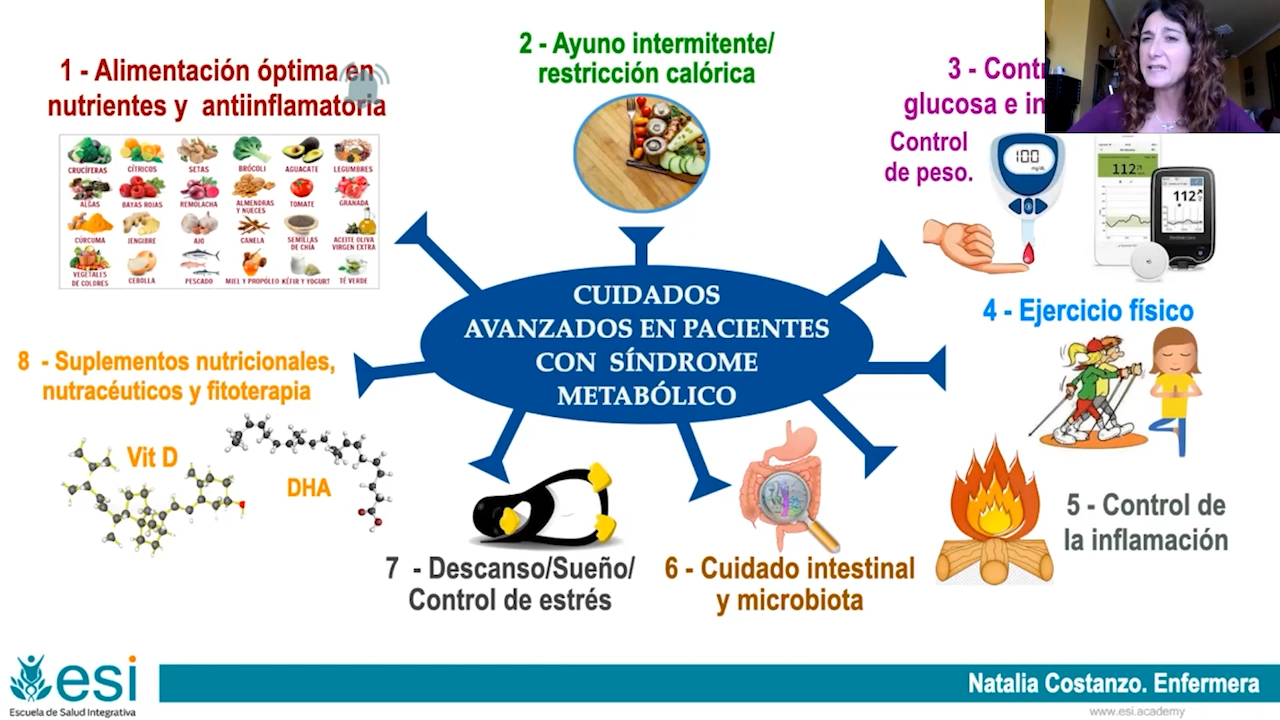 1 - Alimentación óptima en
nutrientes y antiinflamatoria
CRUCÍFERAS CÍTRICOS SETAS BRÓCOLI AGUACATE LEGUMBRES
ALGAS BAYAS ROJAS REMOLACHA ALMENDRAS Y NUECES TOMATE GRANADA
CÚRCUMA JENGIBRE AJO CANELA SEMILLAS DE CHÍA ACEITE OLIVA VIRGEN EXTRA
VEGETALES DE COLORES CEBOLLA PESCADO MIEL Y PROPÓLEO KÉFIR Y YOGURT TÉ VERDE
2 - Ayuno intermitente/
restricción calórica
3 - Cont
glucosa e in
Control
de peso.
100
mg/dL
112
112
CUIDADOS
AVANZADOS EN PACIENTES
CON SÍNDROME
METABÓLICO
4 - Ejercicio físico
5 - Control de
la inflamación
6 - Cuidado intestinal
y microbiota
7 - Descanso/Sueño/
Control de estrés
8 - Suplementos nutricionales,
nutracéuticos y fitoterapia
Vit D
DHA
esi
Escuela de Salud Integrativa
Natalia Costanzo. Enfermera
www.esi.academy